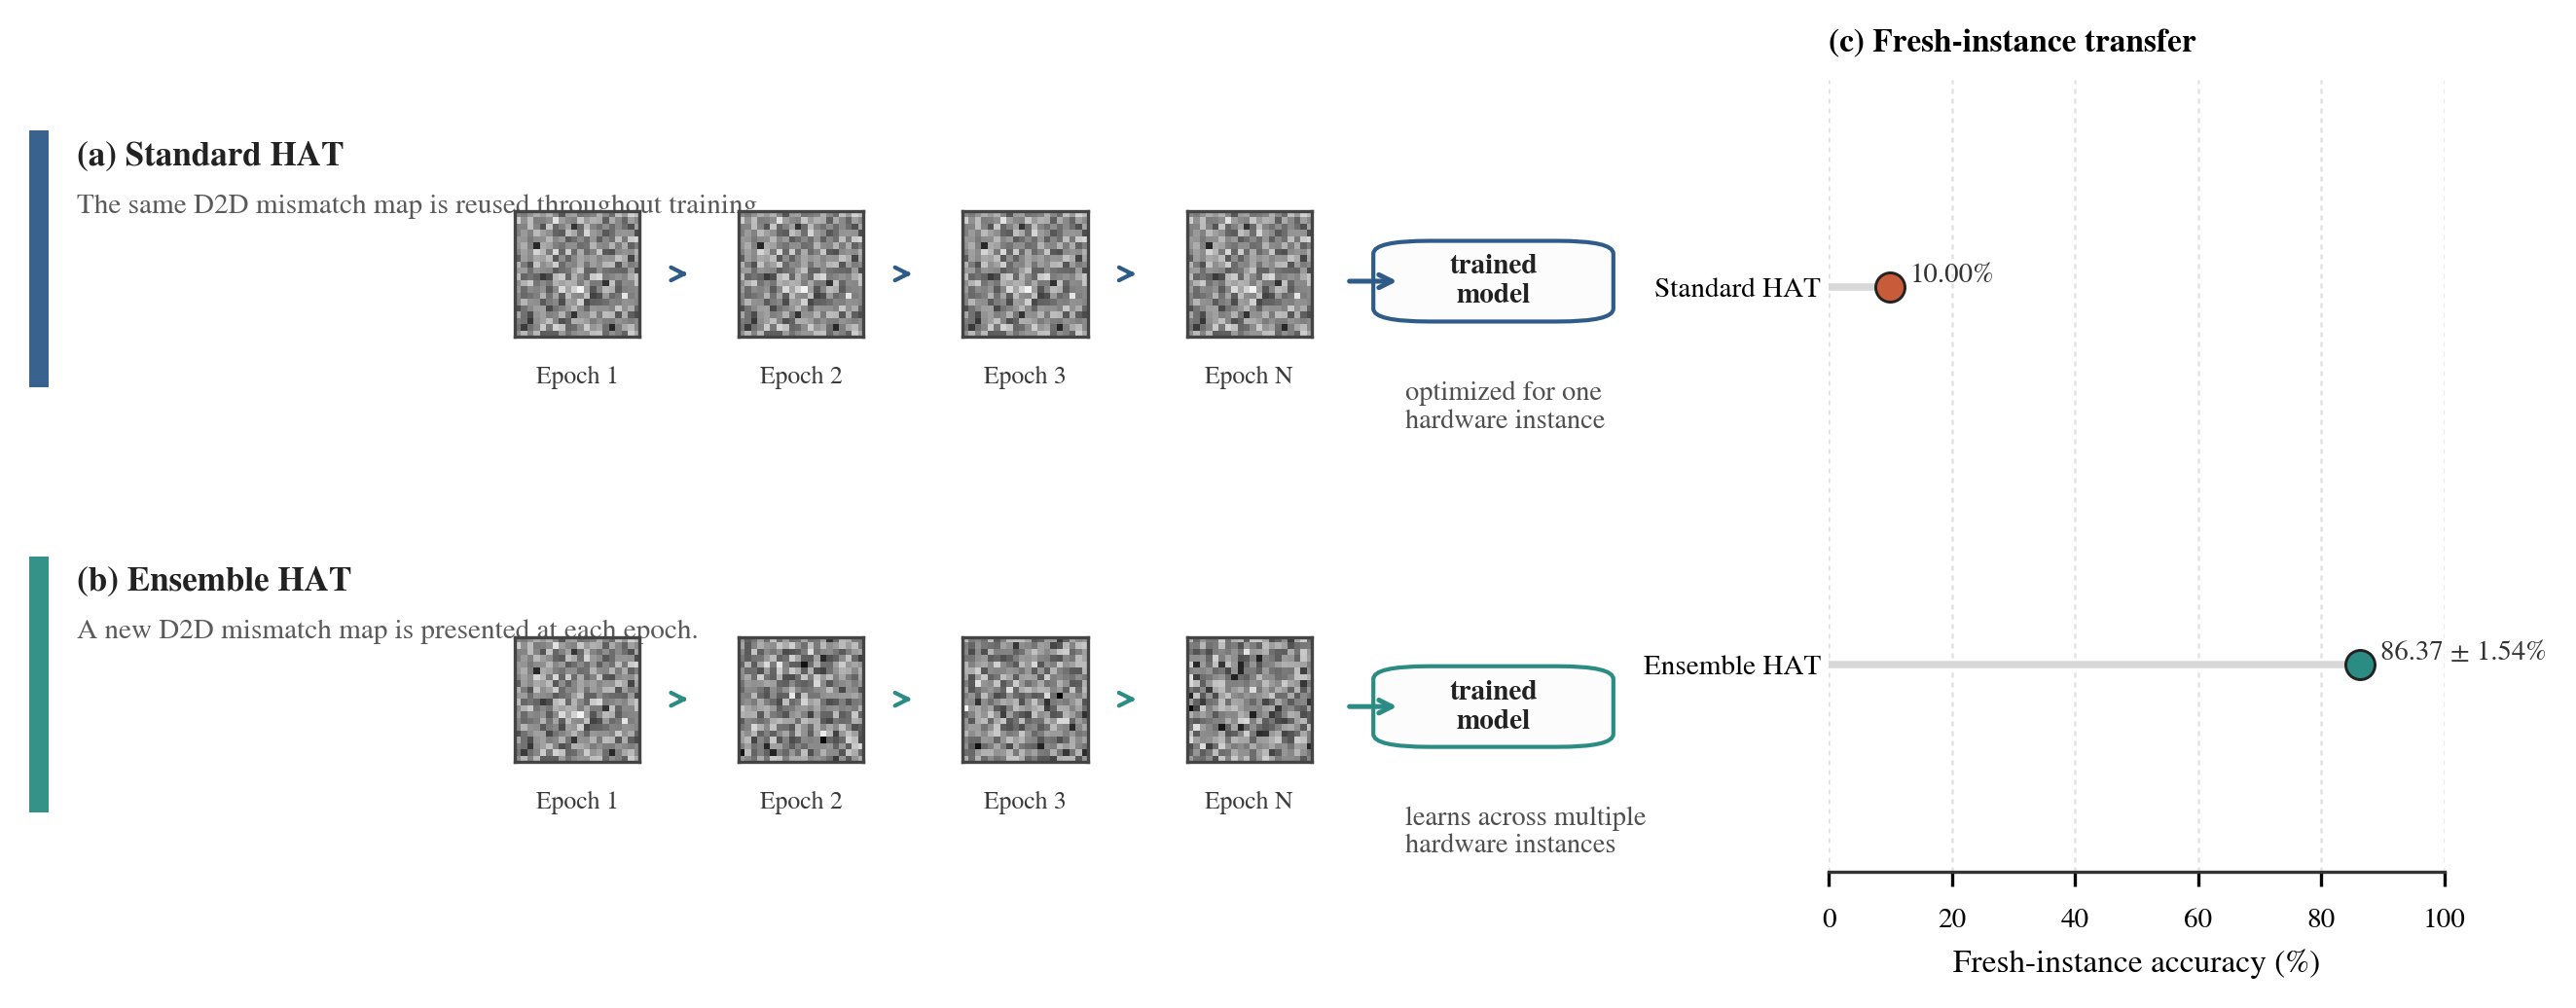 (a) Standard HAT
The same D2D mismatch map is reused throughout training.
>
>
>
Epoch 1
Epoch 2
Epoch 3
Epoch N
trained
model
optimized for one
hardware instance
(b) Ensemble HAT
A new D2D mismatch map is presented at each epoch.
>
>
>
Epoch 1
Epoch 2
Epoch 3
Epoch N
trained
model
learns across multiple
hardware instances
(c) Fresh-instance transfer
Standard HAT
10.00%
Ensemble HAT
86.37 ± 1.54%
0
20
40
60
80
100
Fresh-instance accuracy (%)